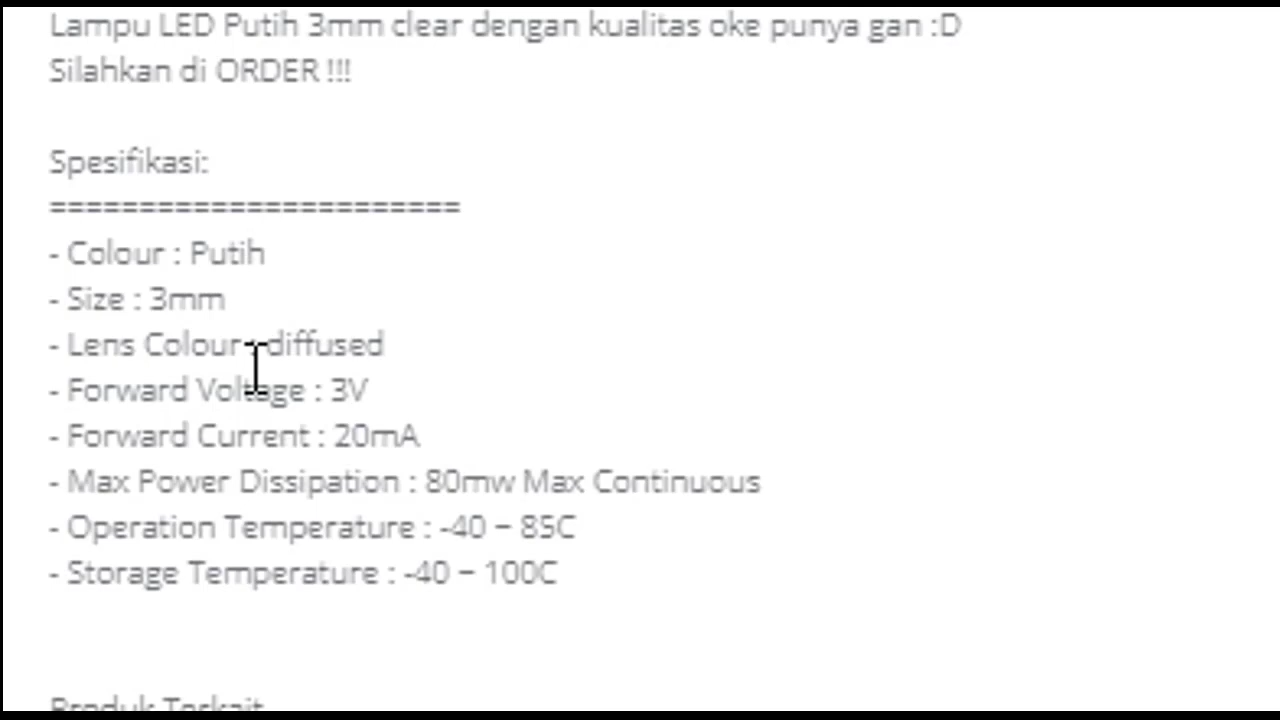 Lampu LED Putih 3mm clear dengan kualitas oke punya gan :D
Silahkan di ORDER !!!
Spesifikasi:
=======================
- Colour : Putih
- Size : 3mm
- Lens Colour : diffused
- Forward Voltage : 3V
- Forward Current : 20mA
- Max Power Dissipation : 80mw Max Continuous
- Operation Temperature : -40 ~ 85C
- Storage Temperature : -40 ~ 100C
Produk Terkait